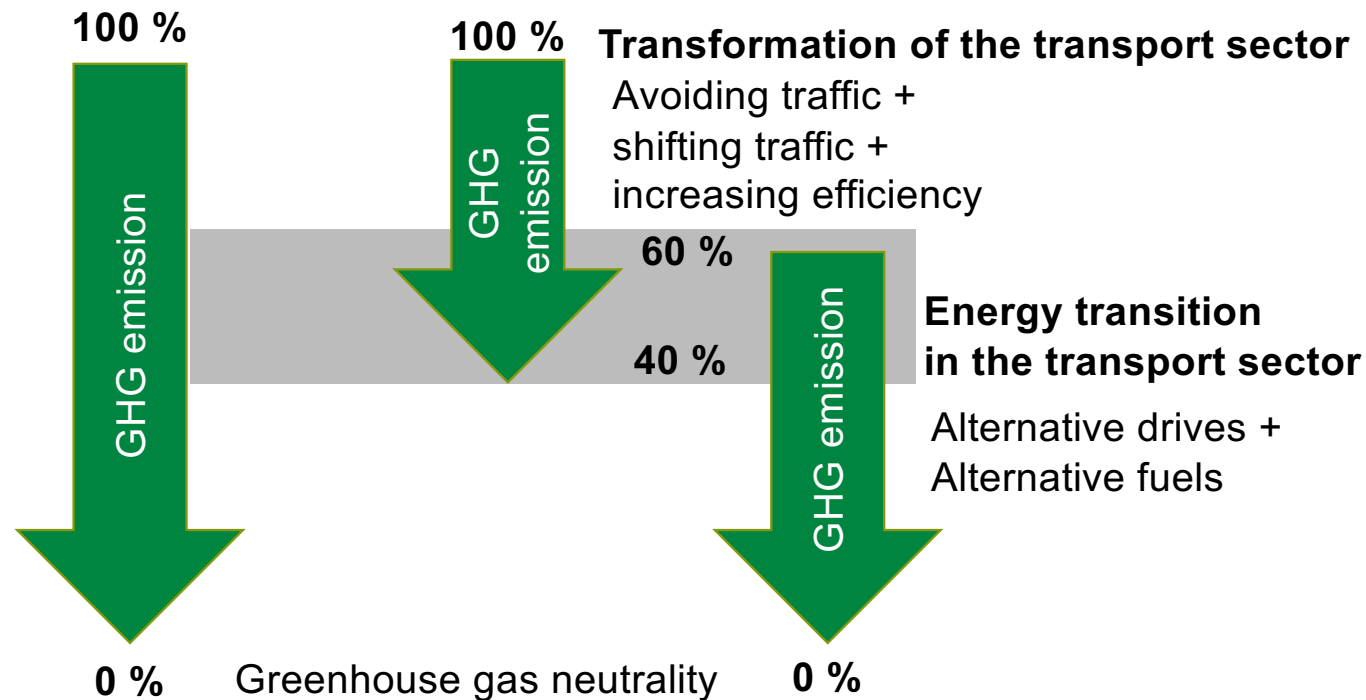 100 %
100 %
Transformation of the transport sector
Avoiding traffic +
shifting traffic +
increasing efficiency
GHG emission
GHG
emission
60 %
40 %
GHG emission
Energy transition
in the transport sector
Alternative drives +
Alternative fuels
0 %
Greenhouse gas neutrality
0 %